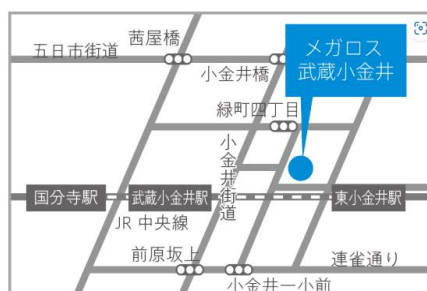 茜屋橋
五日市街道
小金井橋
メガロス
武蔵小金井
緑町四丁目
小金井街道
国分寺駅
武蔵小金井駅
東小金井駅
JR 中央線
前原坂上
連雀通り
小金井一小前